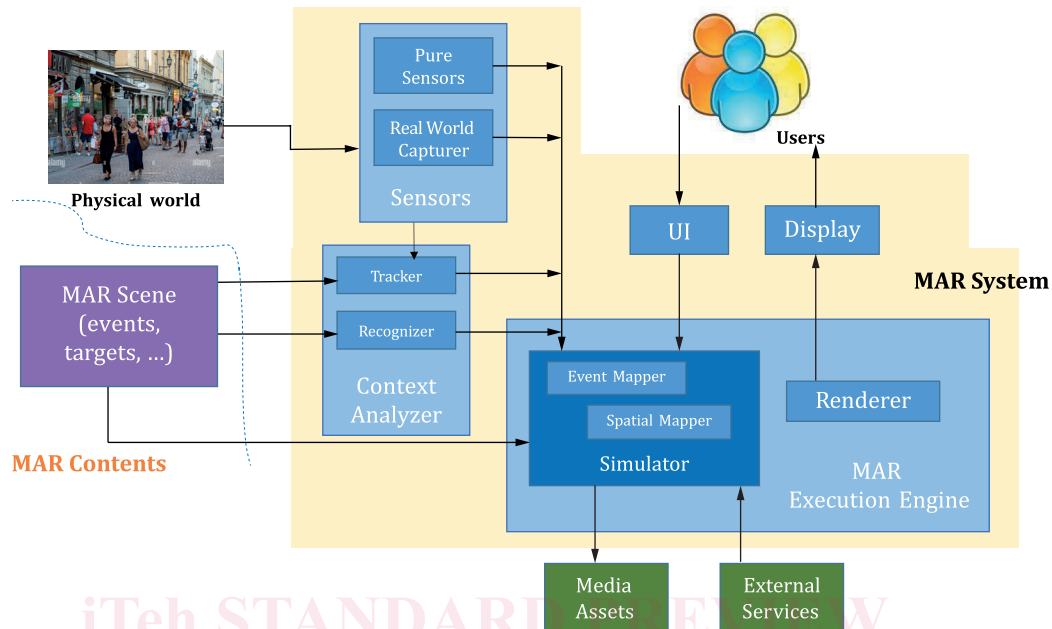 Pure
Sensors
Real World
Capturer
Sensors
Users
Physical world
UI
Display
Tracker
MAR System
MAR Scene
(events,
targets, ...)
Recognizer
Context
Analyzer
Event Mapper
Renderer
Spatial Mapper
Simulator
MAR Contents
MAR
Execution Engine
Media
Assets
External
Services
iTeh STANDARD PREVIEW